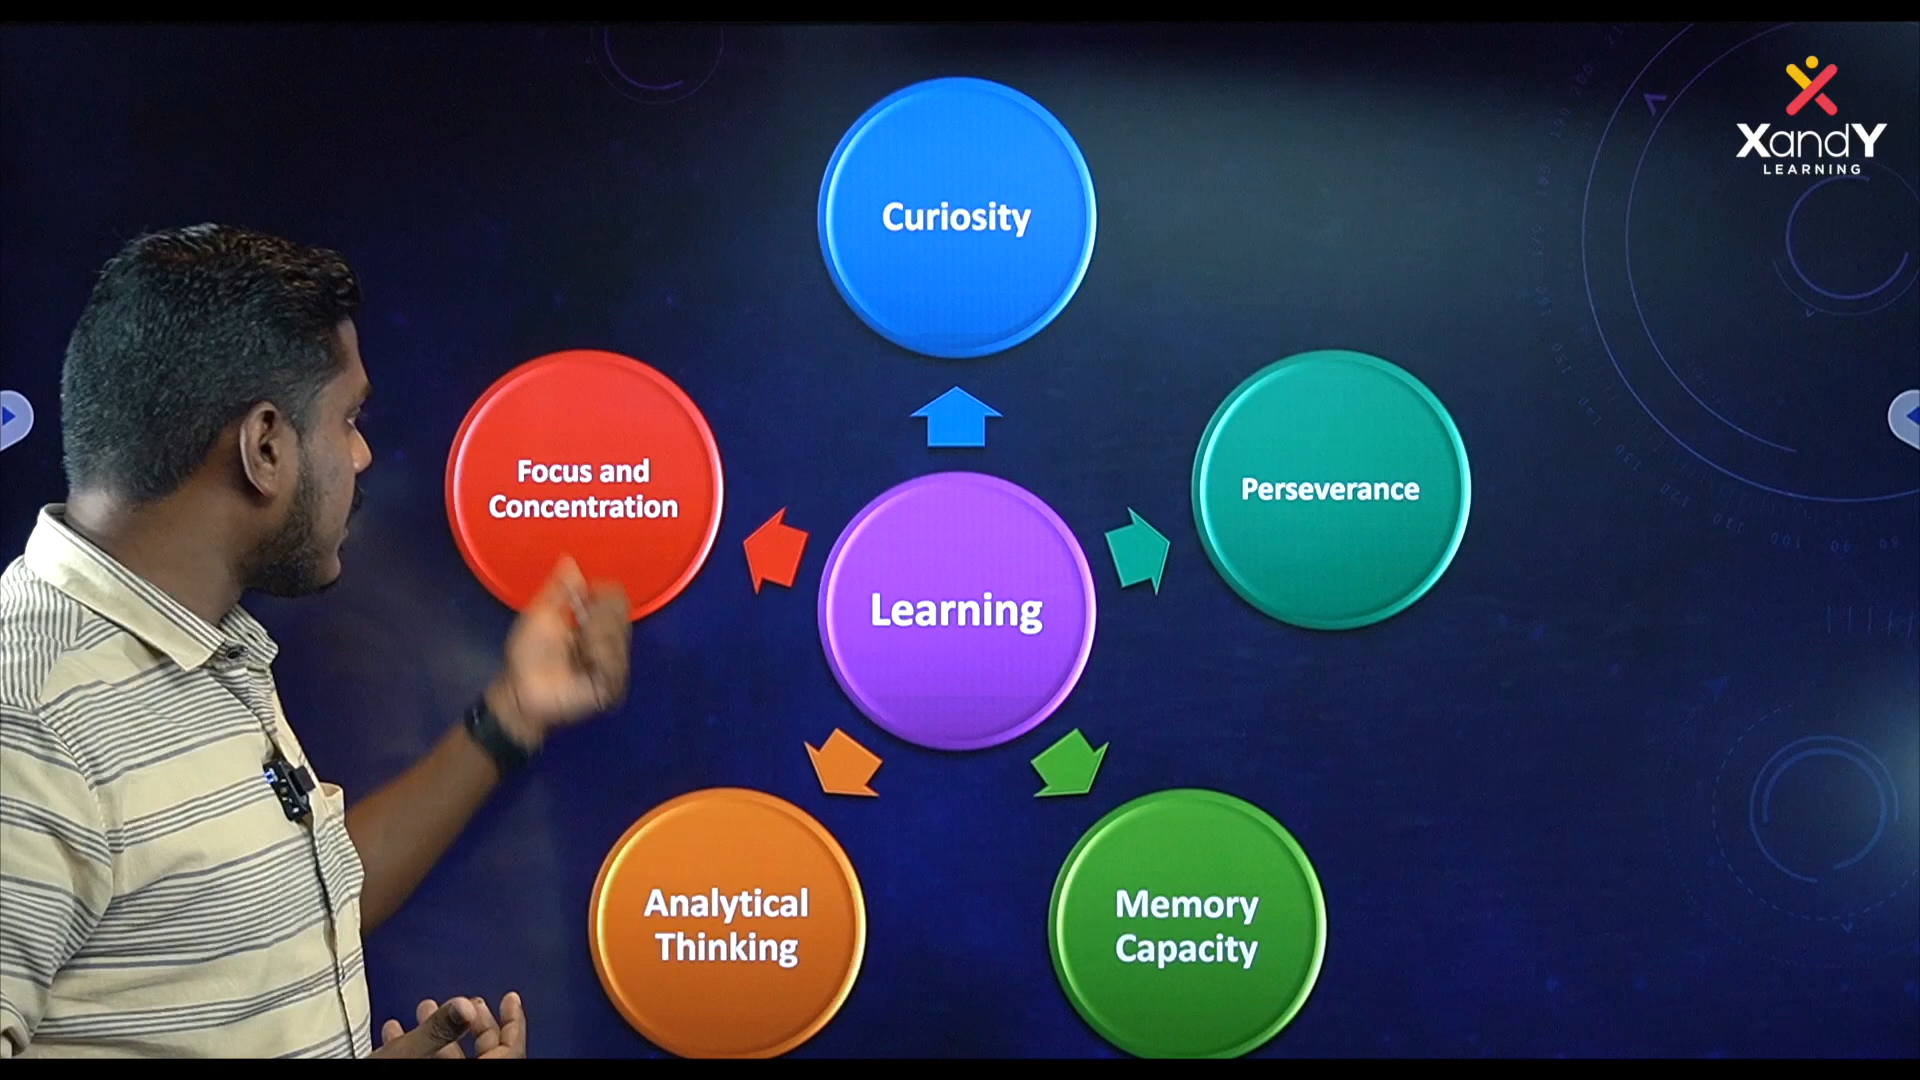 XandY
LEARNING
Curiosity
Focus and
Concentration
Perseverance
Learning
Analytical
Thinking
Memory
Capacity